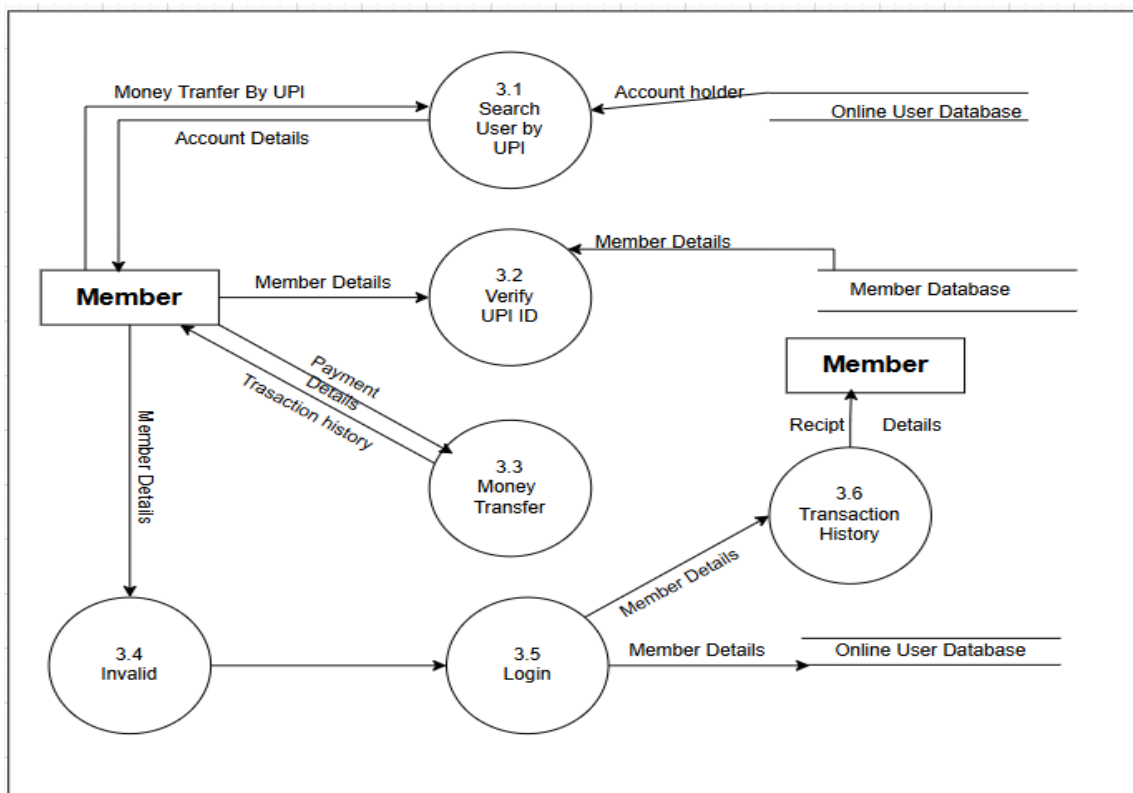 Money Tranfer By UPI
3.1
Search
User by
UPI
Account holder
Online User Database
Account Details
Member Details
3.2
Verify
UPI ID
Member Details
Member Database
Member
Member
Payment
Details
Trasaction history
Recipt Details
Member Details
3.3
Money
Transfer
3.6
Transaction
History
Member Details
3.4
Invalid
3.5
Login
Member Details
Online User Database